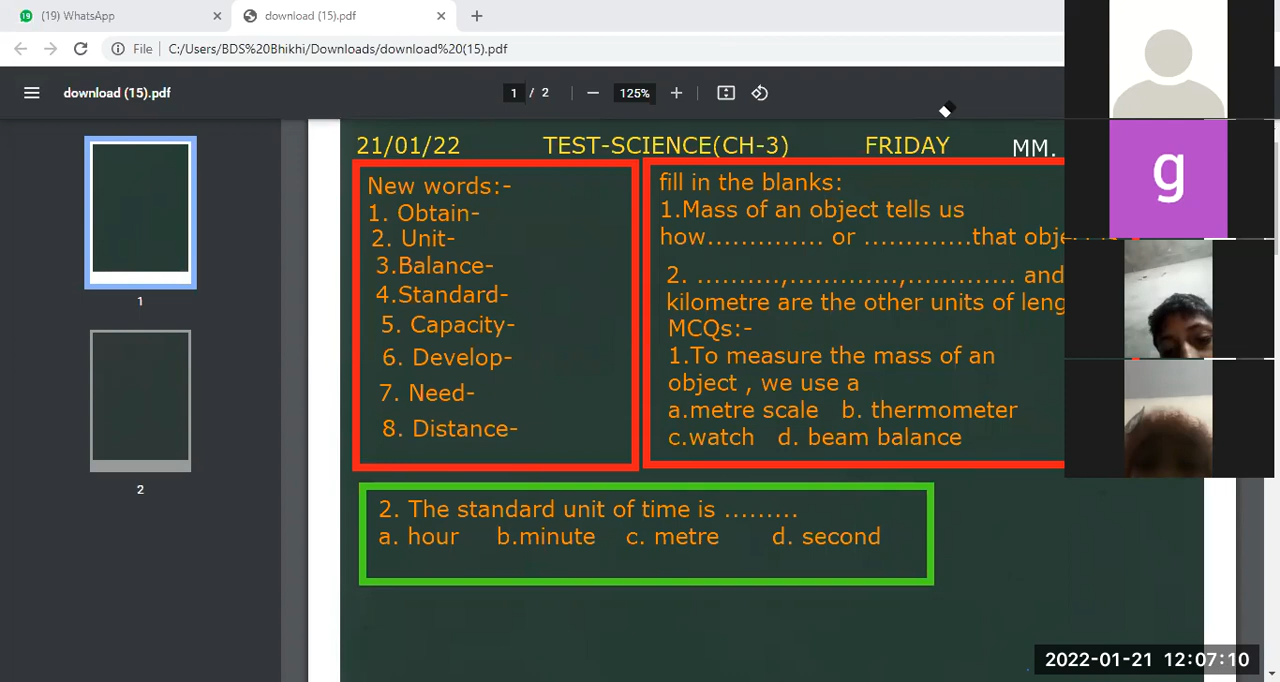 (19) WhatsApp
download (15).pdf
File
C:/Users/BDS%20Bhikhi/Downloads/download%20(15).pdf
download (15).pdf
1 / 2
125%
21/01/22 TEST-SCIENCE(CH-3) FRIDAY MM.
New words:-
1. Obtain-
2. Unit-
3.Balance-
4.Standard-
5. Capacity-
6. Develop-
7. Need-
8. Distance-
fill in the blanks:
1.Mass of an object tells us
how.............. or .............that
2. ..........,.............,............. and
kilometre are the other units of
MCQs:-
1.To measure the mass of an
object , we use a
a.metre scale b. thermometer
c.watch d. beam balance
2. The standard unit of time is .........
a. hour b.minute c. metre d. second
1
2
g
2022-01-21 12:07:10